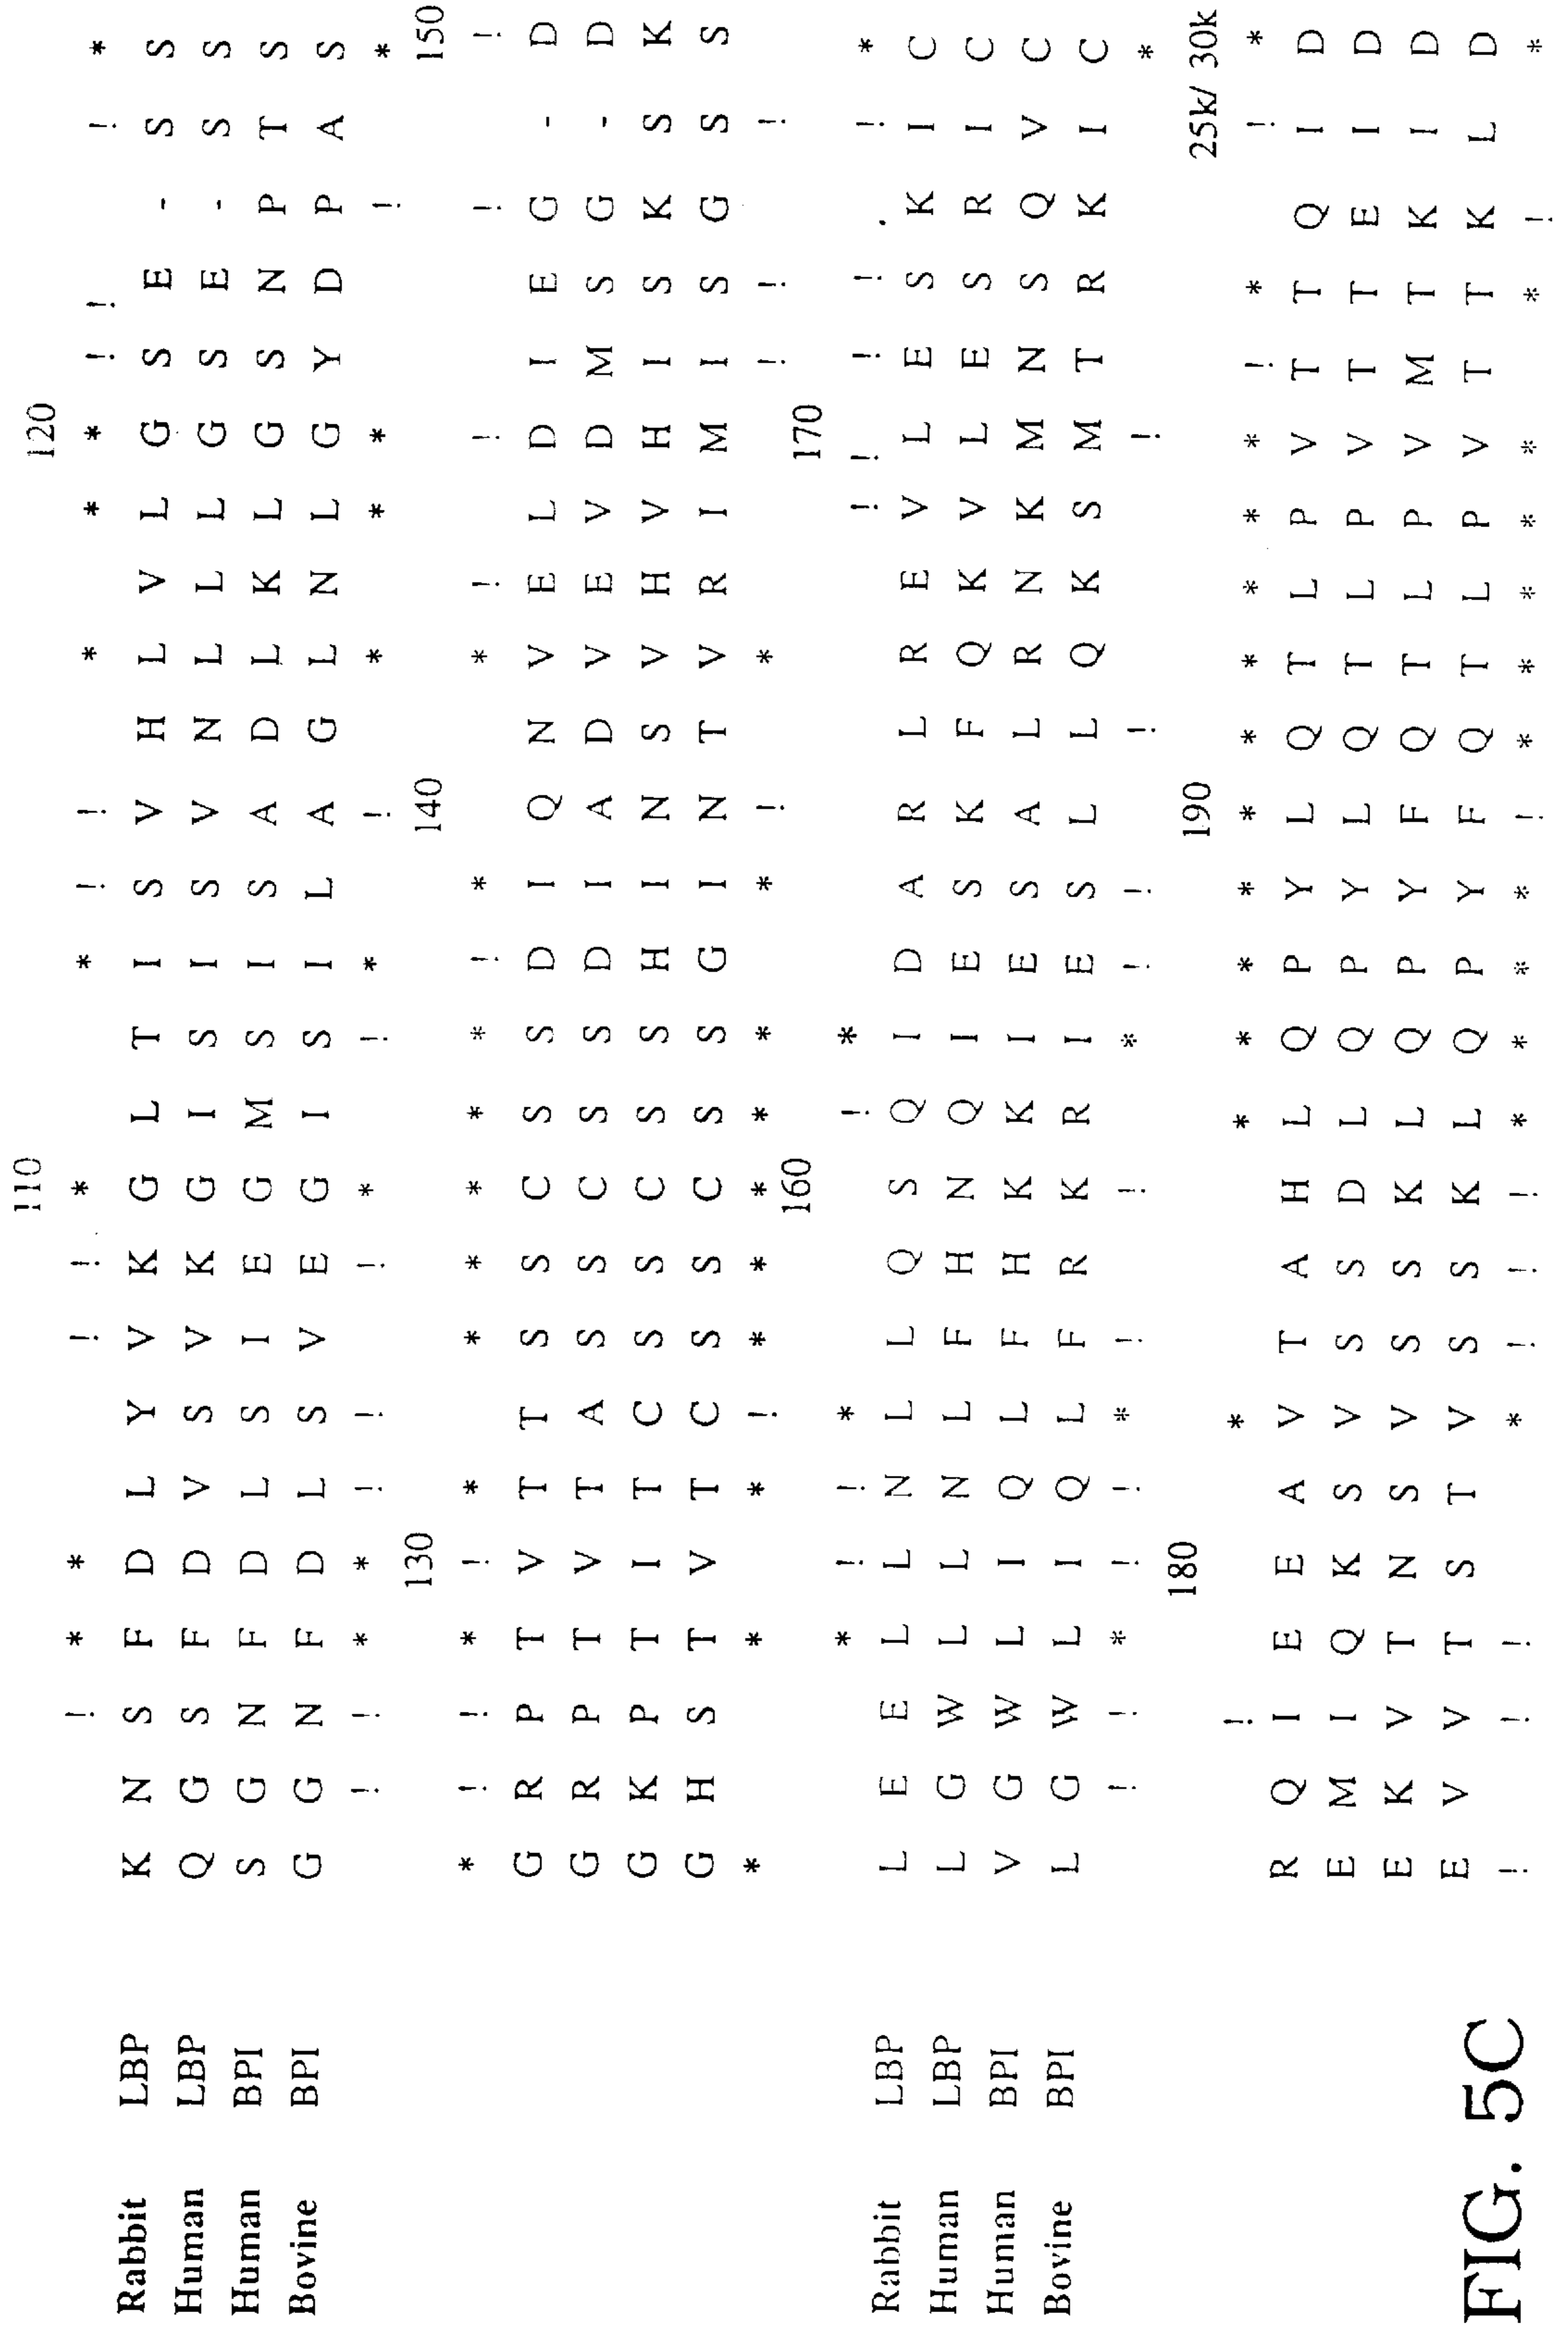 110 120
! * * ! ! * * ! ! * * * ! ! ! *
Rabbit LBP K N S F D L Y V K G L T I S V H L V L G S E - S S
Human LBP Q G S F D V S V K G I S I S V N L L L G S E - S S
Human BPI S G N F D L S I E G M S I S A D L K L G S N P T S
Bovine BPI G G N F D L S V E G I S I L A G L N L G Y D P A S
! ! * * ! ! ! * ! * ! * * * ! *
130 140 150
* ! ! * ! * * * * * * ! * * ! ! ! !
G R P T V T T S S C S S D I Q N V E L D I E G - D
G R P T V T A S S C S S D I A D V E V D M S G - D
G K P T I T C S S C S S H I N S V H V H I S K S K
G H S T V T C S S C S S G I N T V R I M I S G S S
* * * ! * * * * * * ! * ! ! !
160 170
* ! ! * ! * ! ! ! ! . ! *
Rabbit LBP L E E L L N L L Q S Q I D A R L R E V L E S K I C
Human LBP L G W L L N L F H N Q I E S K F Q K V L E S R I C
Human BPI V G W L I Q L F H K K I E S A L R N K M N S Q V C
Bovine BPI L G W L I Q L F R K R I E S L L Q K S M T R K I C
! ! * ! ! * ! ! * ! ! ! ! *
180 190 25k/ 30k
! * * * * * * * * * * * ! * ! *
R Q I E E A V T A H L Q P Y L Q T L P V T T Q I D
E M I Q K S V S S D L Q P Y L Q T L P V T T E I D
E K V T N S V S S K L Q P Y F Q T L P V M T K I D
E V V T S T V S S K L Q P Y F Q T L P V T T K L D
! ! ! * ! ! ! * * * * ! * * * * * * ! *
FIG. 5C